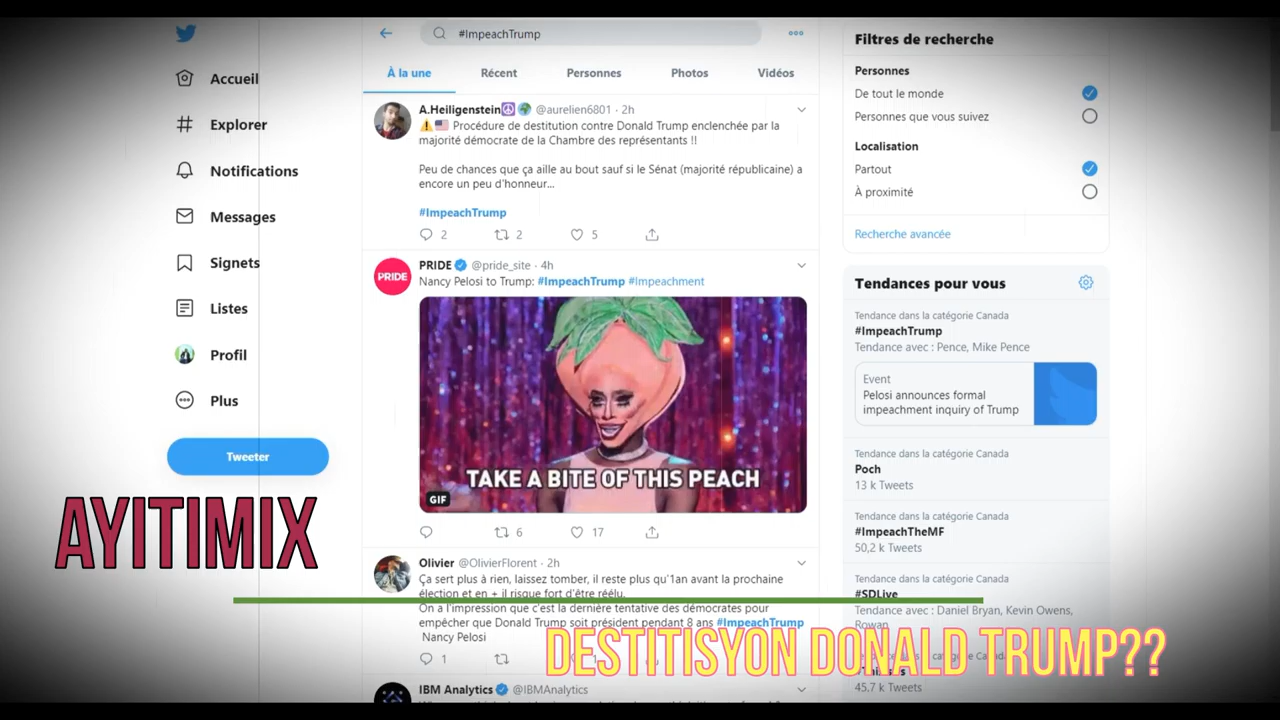 #ImpeachTrump
Accueil
Explorer
Notifications
Messages
Signets
Listes
Profil
Plus
Tweeter
À la une
Récent
Personnes
Photos
Vidéos
A.Heiligenstein @aurelien6801 · 2h
Procédure de destitution contre Donald Trump enclenchée par la
majorité démocrate de la Chambre des représentants !!
Peu de chances que ça aille au bout sauf si le Sénat (majorité républicaine) a
encore un peu d'honneur...
#ImpeachTrump
2 2 5
PRIDE @pride_site · 4h
Nancy Pelosi to Trump: #ImpeachTrump #Impeachment
PRIDE
TAKE A BITE OF THIS PEACH
GIF
6 17
Olivier @OlivierFlorent · 2h
Ça sert plus à rien, laissez tomber, il reste plus qu'1an avant la prochaine
élection et en + il risque fort d'être réélu.
On a l'impression que c'est la dernière tentative des démocrates pour
empêcher que Donald Trump soit président pendant 8 ans #ImpeachTrump
Nancy Pelosi
1
IBM Analytics @IBMAnalytics
Filtres de recherche
Personnes
De tout le monde
Personnes que vous suivez
Localisation
Partout
À proximité
Recherche avancée
Tendances pour vous
Tendance dans la catégorie Canada
#ImpeachTrump
Tendance avec : Pence, Mike Pence
Event
Pelosi announces formal
impeachment inquiry of Trump
Tendance dans la catégorie Canada
Poch
13 k Tweets
Tendance dans la catégorie Canada
#ImpeachTheMF
50,2 k Tweets
Tendance dans la catégorie Canada
#SDLive
Tendance avec : Daniel Bryan, Kevin Owens,
Rowan
45,7 k Tweets
AYITIMIX
DESTITISYON DONALD TRUMP??